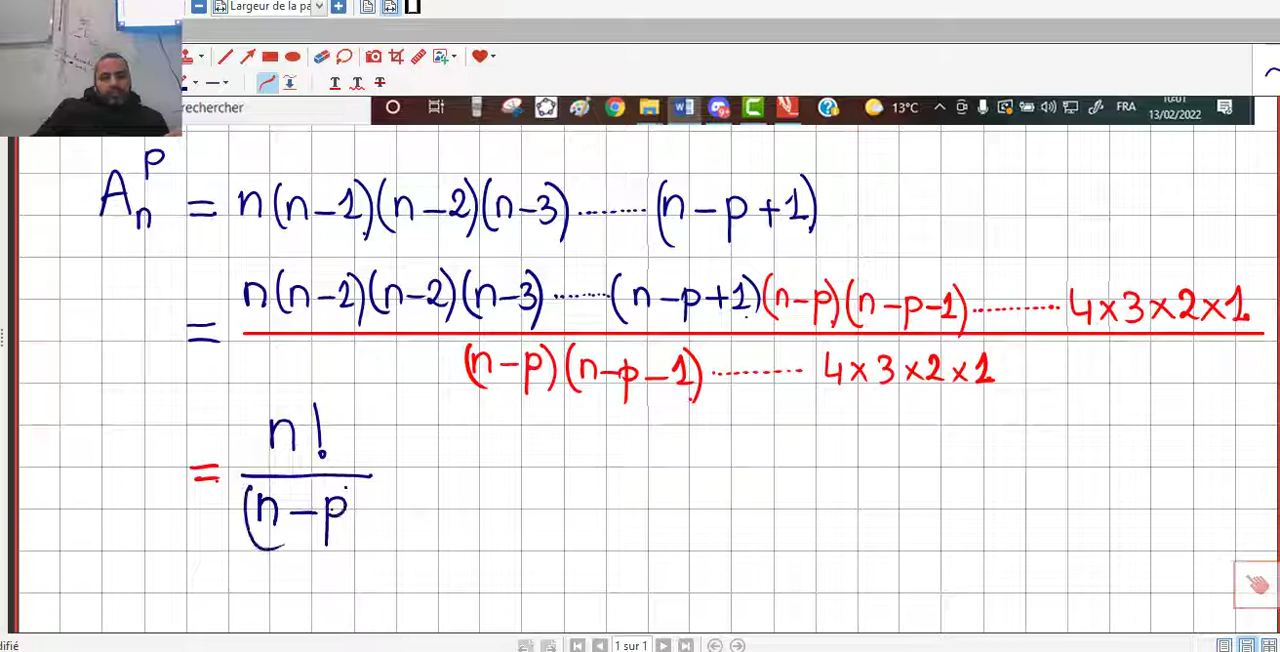 Largeur de la pa
rechercher
13°C
FRA
13/02/2022
A_n^p = n(n-1)(n-2)(n-3)........(n-p+1)
= n(n-1)(n-2)(n-3)........(n-p+1)(n-p)(n-p-1)..........4×3×2×1
(n-p)(n-p-1)..........4×3×2×1
= n!
(n-p
1 sur 1
difié